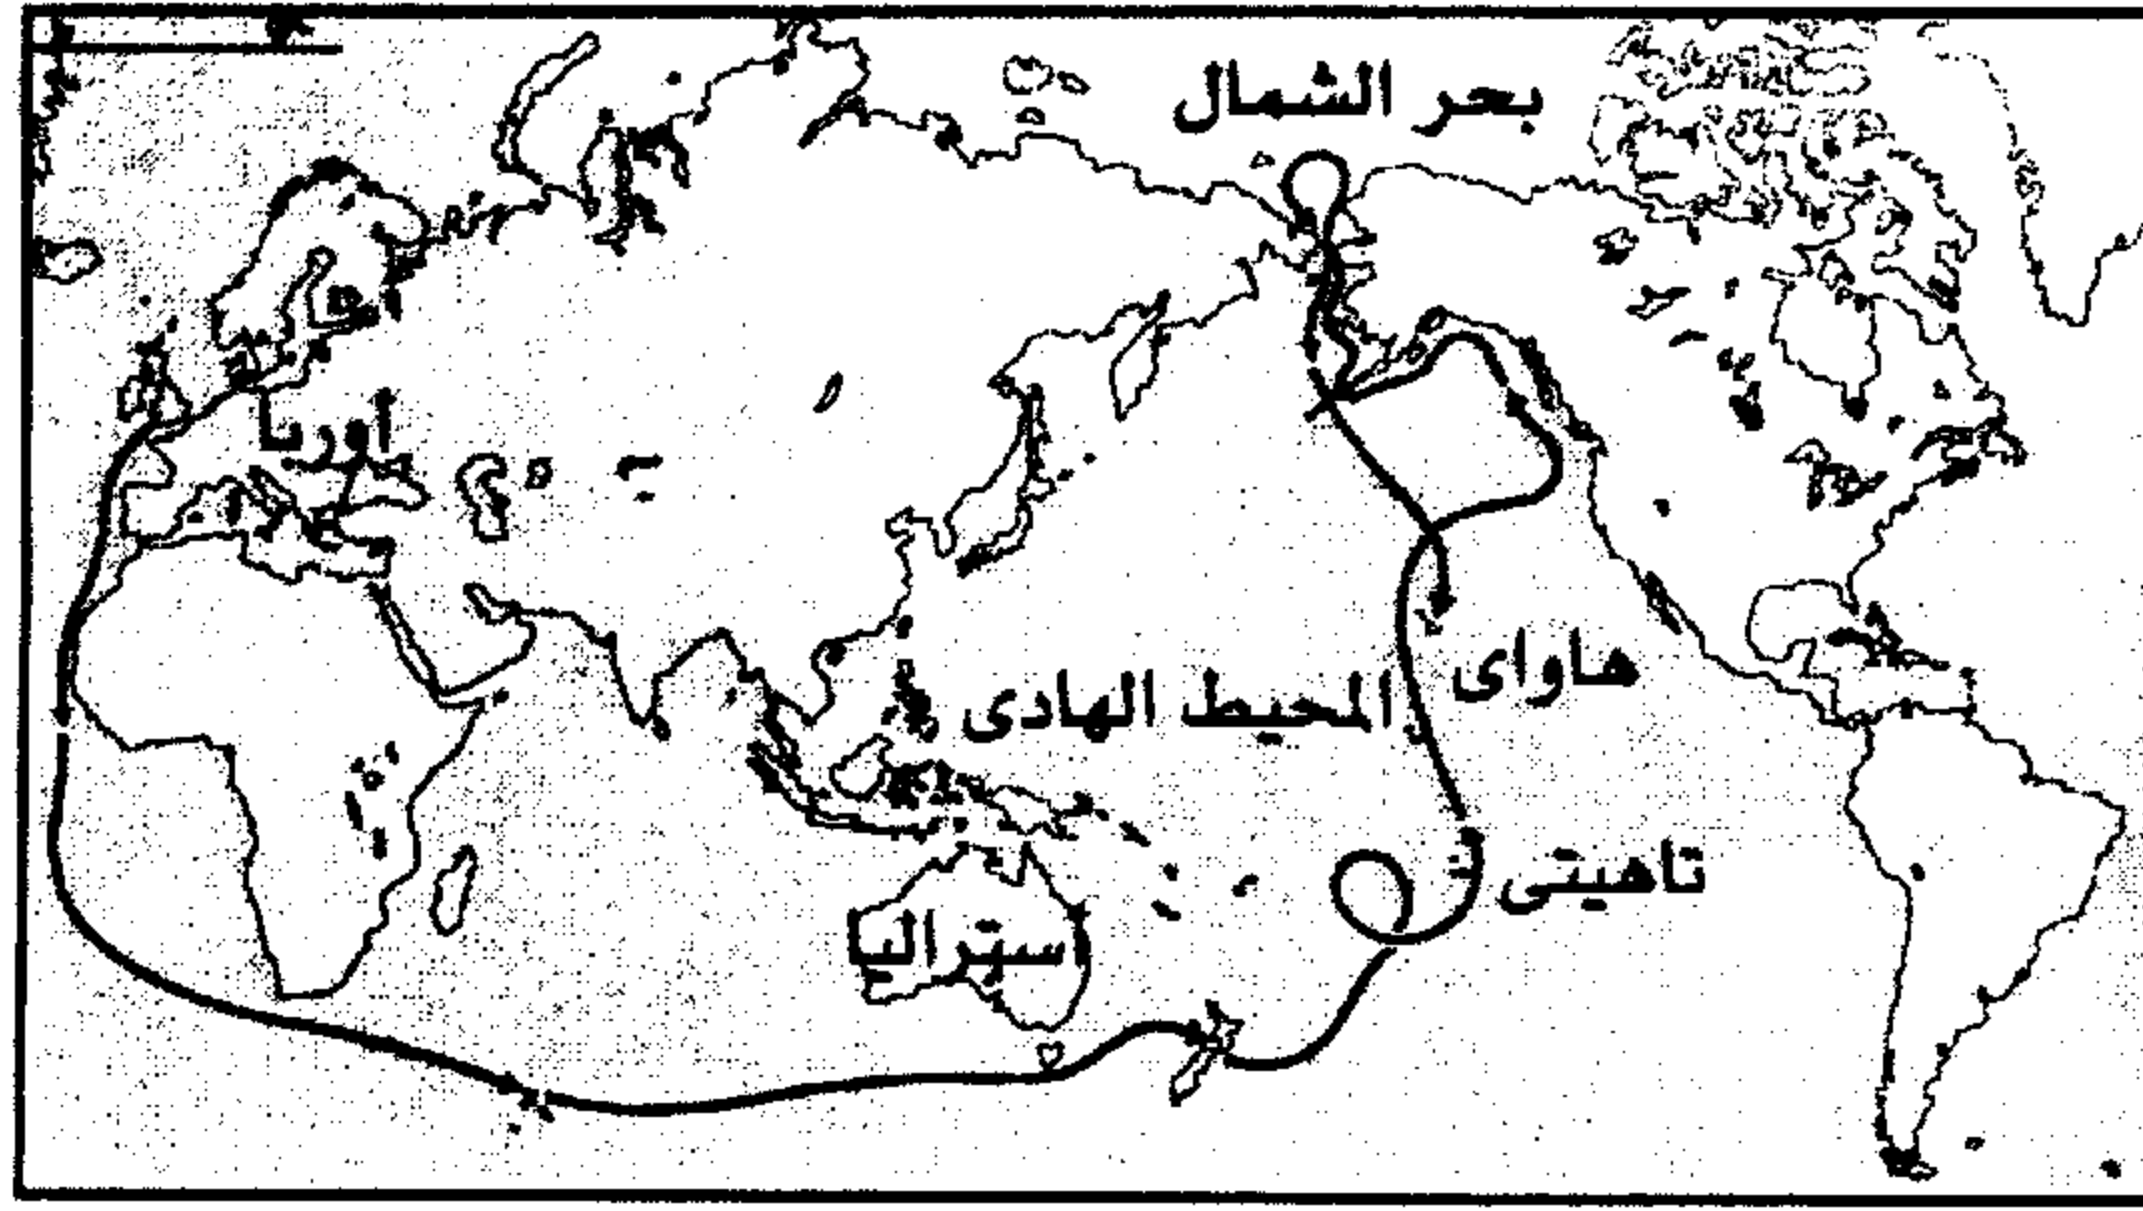 بحر الشمال
أوربا
هاواى
المحيط الهادى
تاهيتى
استراليا